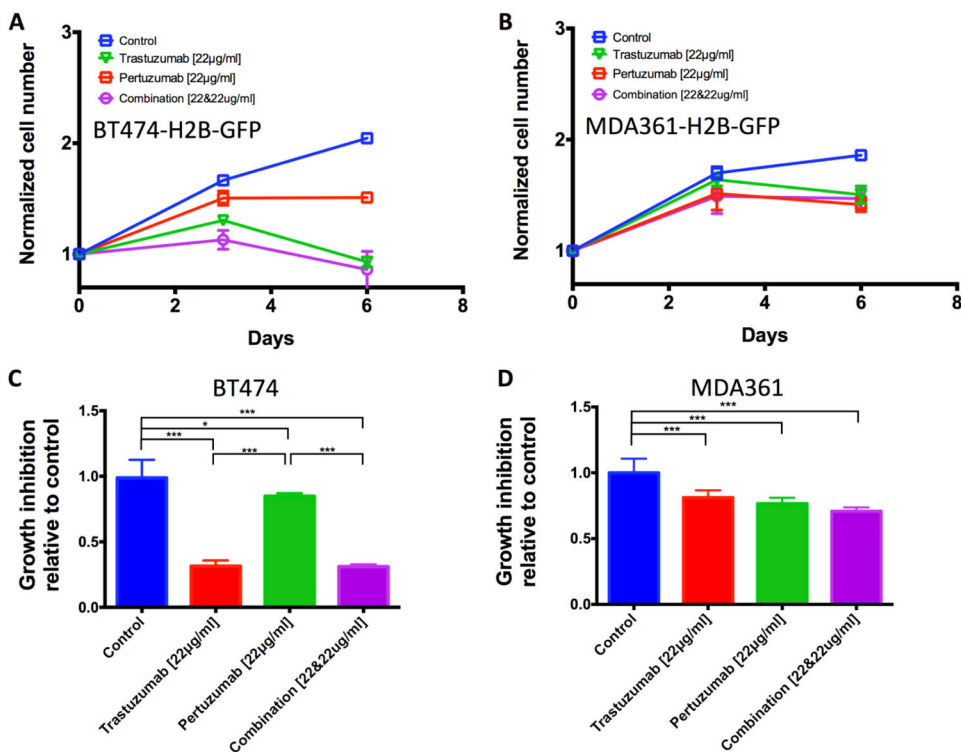 A
3
Control
Trastuzumab [22µg/ml]
Pertuzumab [22µg/ml]
Combination [22&22ug/ml]
BT474-H2B-GFP
2
1
Normalized cell number
0 2 4 6 8
Days
B
3
Control
Trastuzumab [22µg/ml]
Pertuzumab [22µg/ml]
Combination [22&22ug/ml]
MDA361-H2B-GFP
2
1
Normalized cell number
0 2 4 6 8
Days
C
BT474
Growth inhibition
relative to control
1.5
1.0
0.5
0.0
***
*
*** *** ***
Control
Trastuzumab [22µg/ml]
Pertuzumab [22µg/ml]
Combination [22&22ug/ml]
D
MDA361
Growth inhibition
relative to control
1.5
1.0
0.5
0.0
***
***
***
Control
Trastuzumab [22µg/ml]
Pertuzumab [22µg/ml]
Combination [22&22ug/ml]